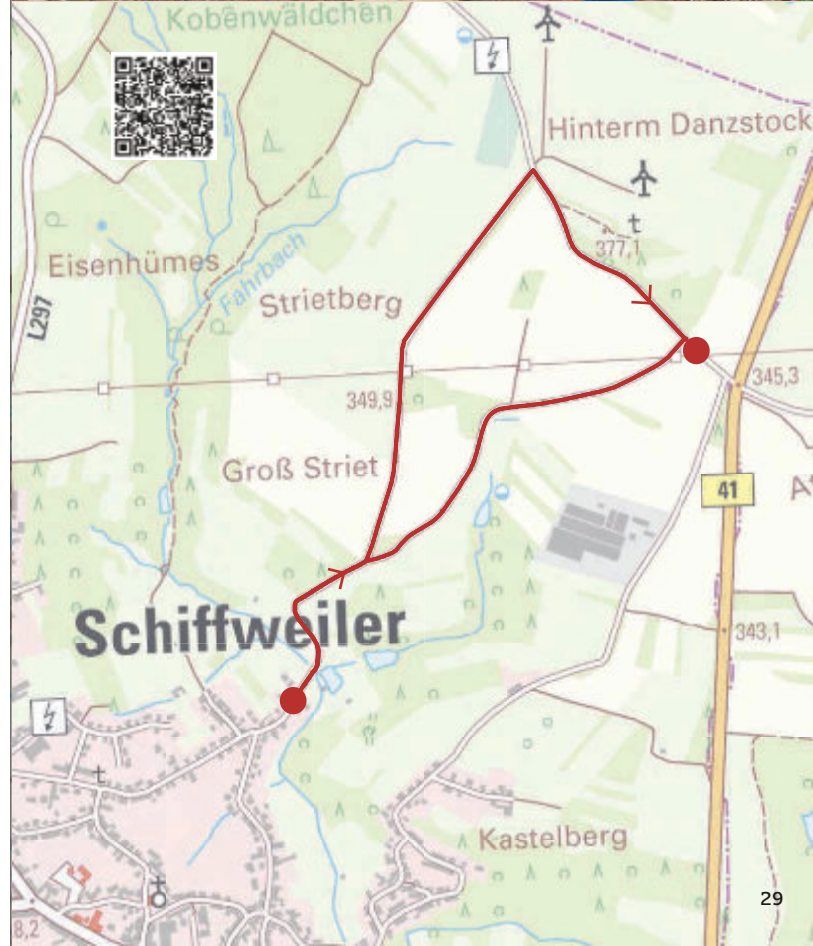 Kobenwäldchen
Hinterm Danzstock
t
377,1
Eisenhümes
Fahrbach
Strietberg
L297
345,3
349,9
Groß Striet
41
Schiffweiler
343,1
t
Kastelberg
29
8,2